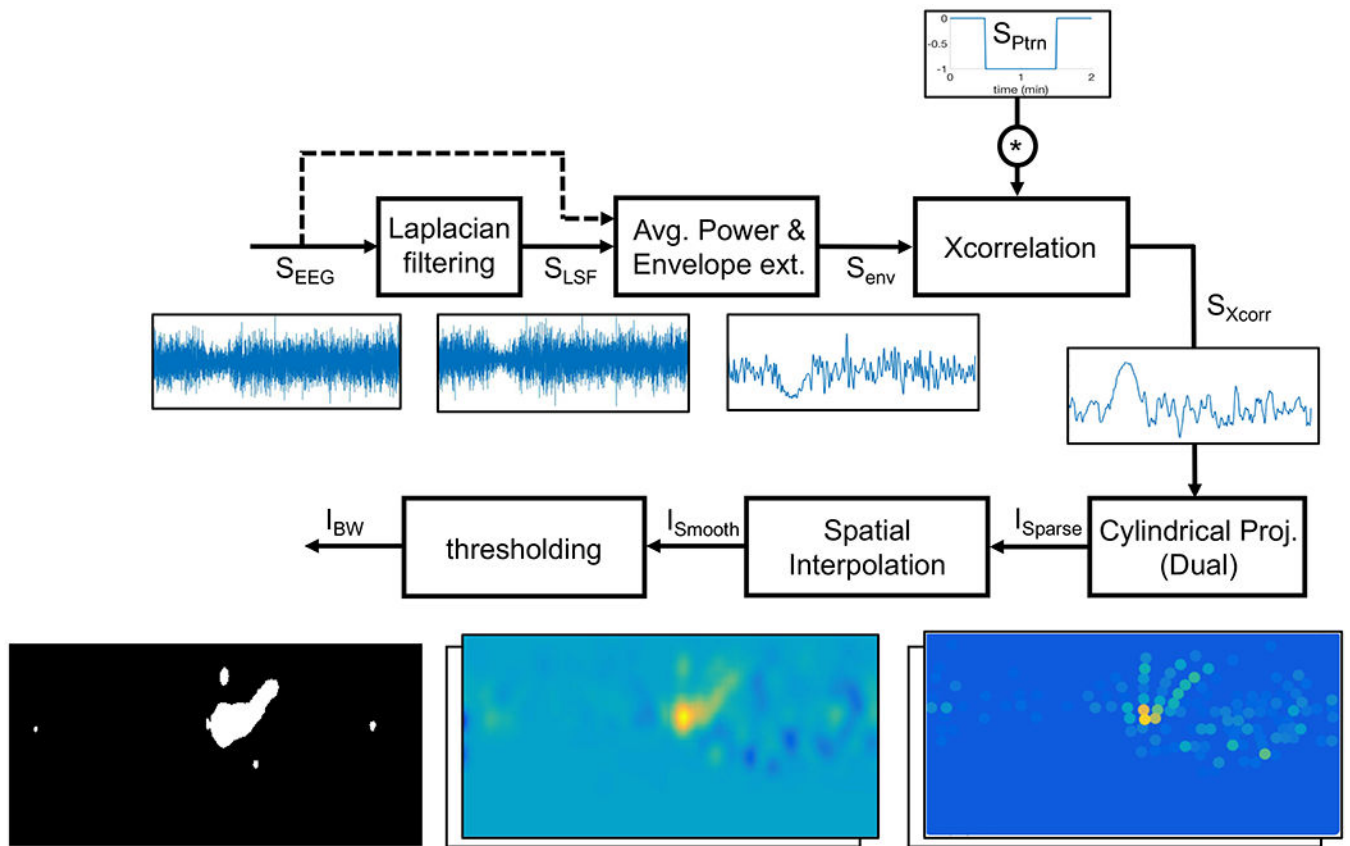 0
S_Ptrn
-0.5
-1
0 1 2
time (min)
*
Laplacian
filtering
Avg. Power &
Envelope ext.
Xcorrelation
S_EEG
S_LSF
S_env
S_Xcorr
I_BW
thresholding
I_Smooth
Spatial
Interpolation
I_Sparse
Cylindrical Proj.
(Dual)